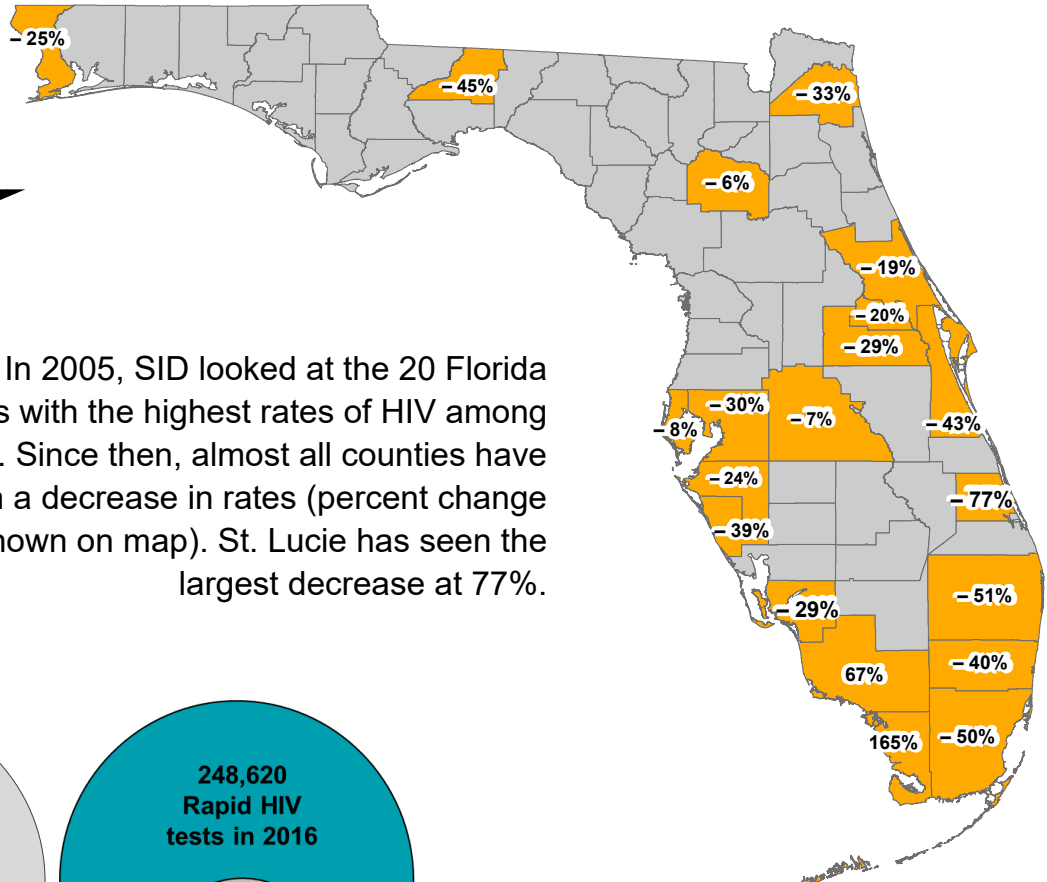 – 25%
– 45%
– 33%
– 6%
– 19%
– 20%
– 29%
– 30%
– 7%
– 8%
– 43%
– 24%
– 77%
– 39%
– 51%
– 29%
– 40%
67%
165%
– 50%
In 2005, SID looked at the 20 Florida
with the highest rates of HIV among
. Since then, almost all counties have
a decrease in rates (percent change
on map). St. Lucie has seen the
largest decrease at 77%.
248,620
Rapid HIV
tests in 2016